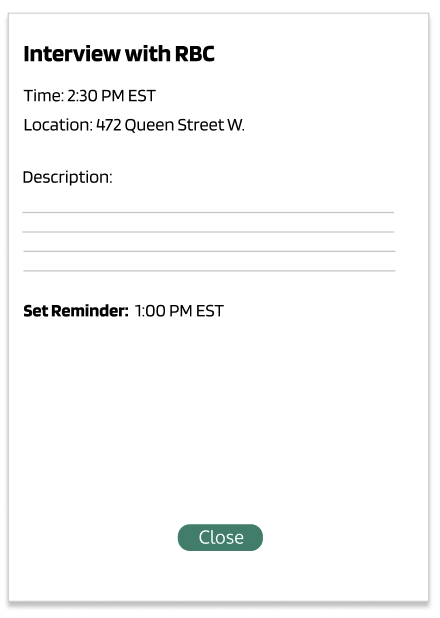 Interview with RBC
Time: 2:30 PM EST
Location: 472 Queen Street W.
Description:
Set Reminder: 1:00 PM EST
Close